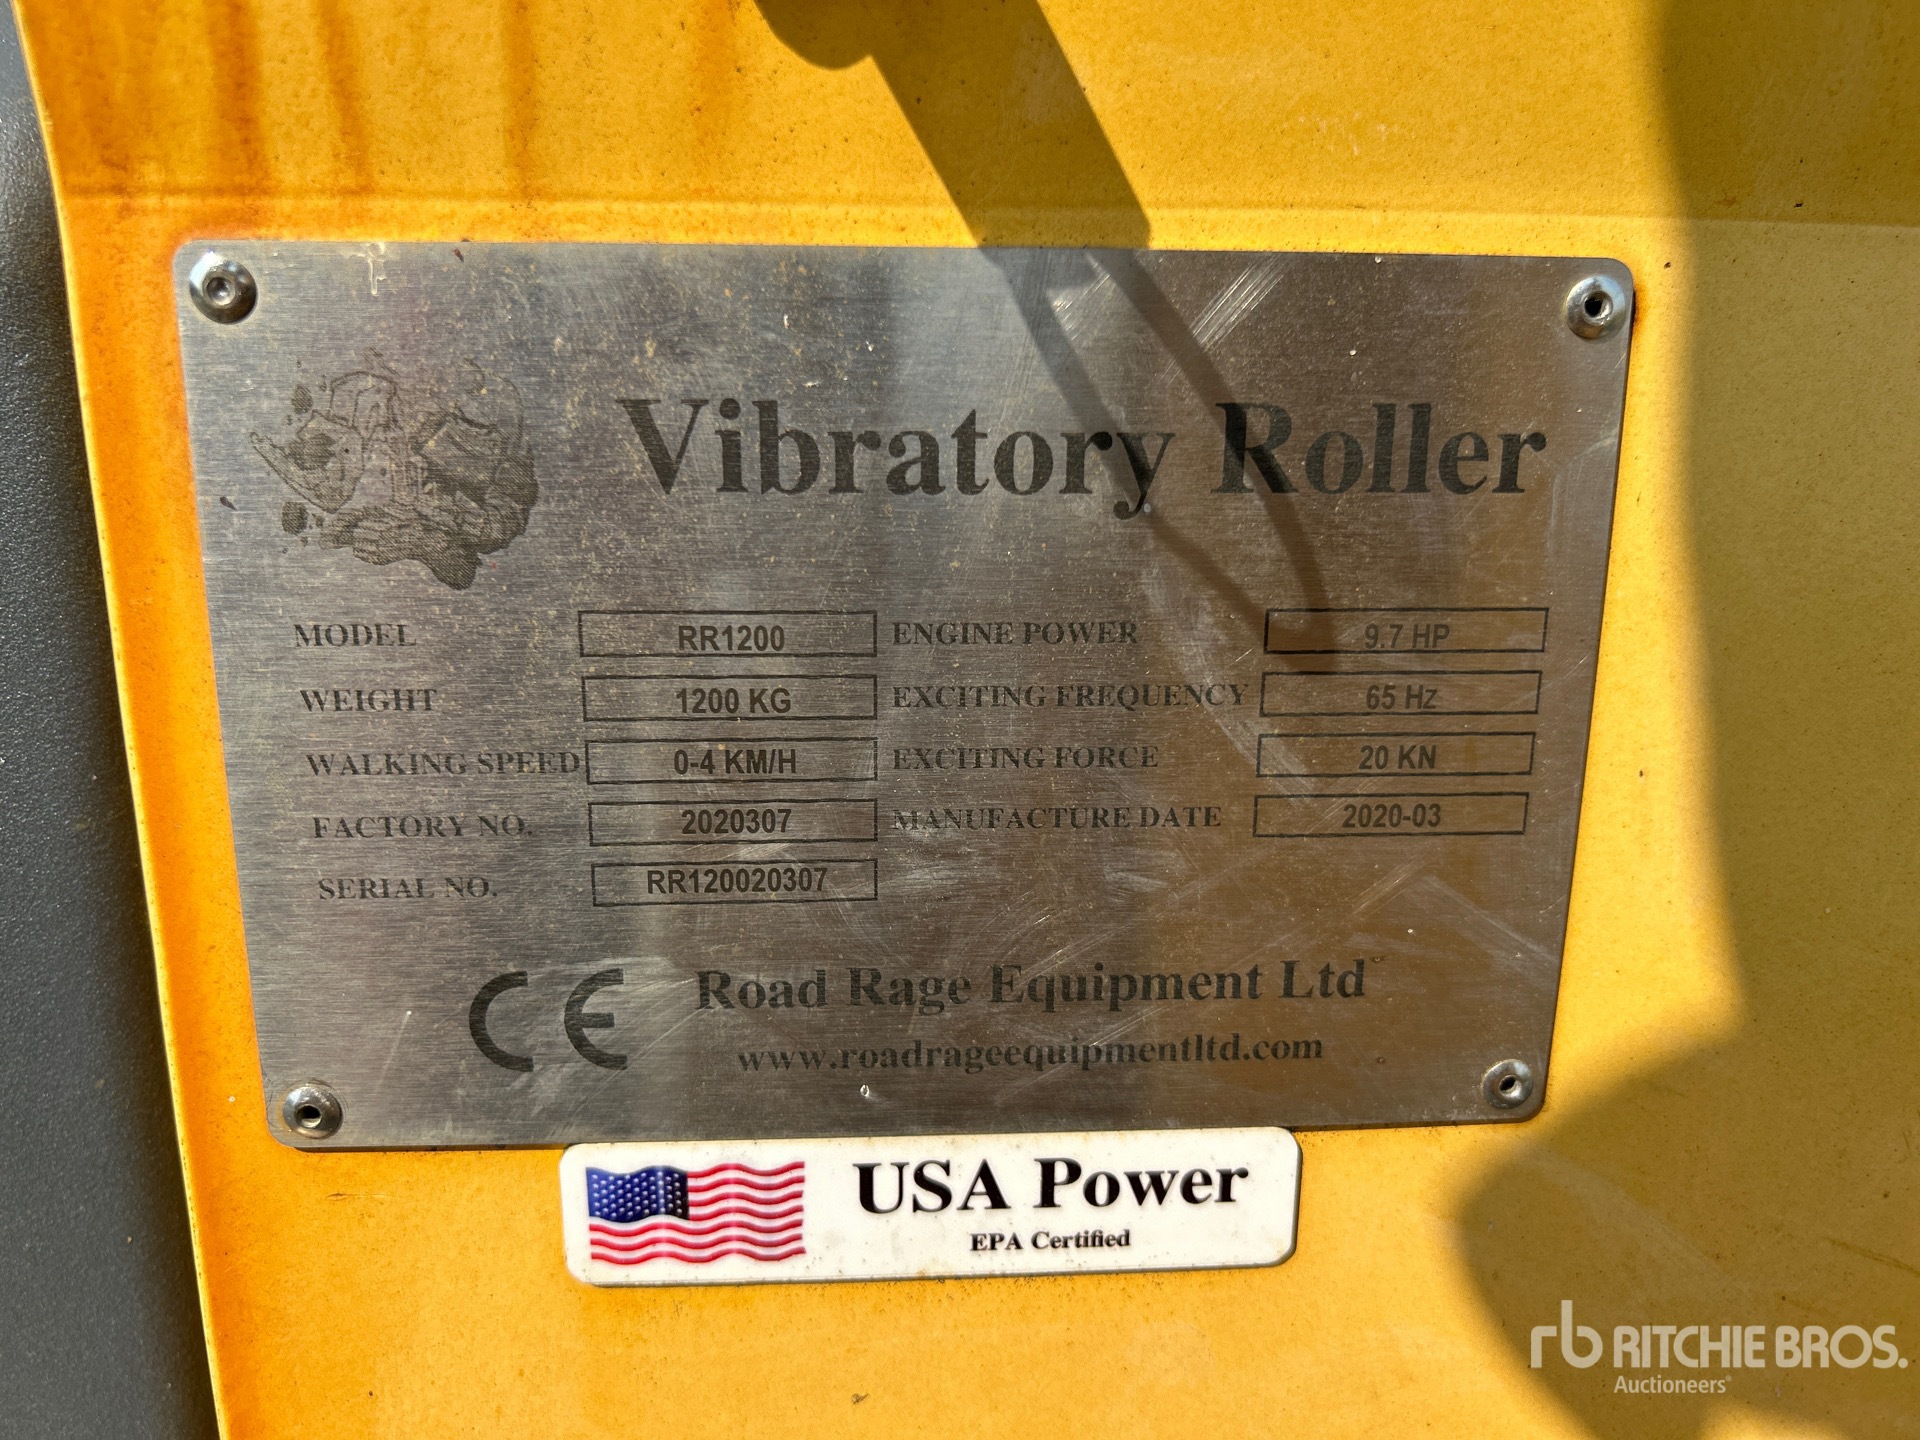 Vibratory Roller
MODEL RR1200 ENGINE POWER 9.7 HP
WEIGHT 1200 KG EXCITING FREQUENCY 65 Hz
WALKING SPEED 0-4 KM/H EXCITING FORCE 20 KN
FACTORY NO. 2020307 MANUFACTURE DATE 2020-03
SERIAL NO. RR120020307
CE Road Rage Equipment Ltd
www.roadrageequipmentltd.com
USA Power
EPA Certified
rb RITCHIE BROS.
Auctioneers®